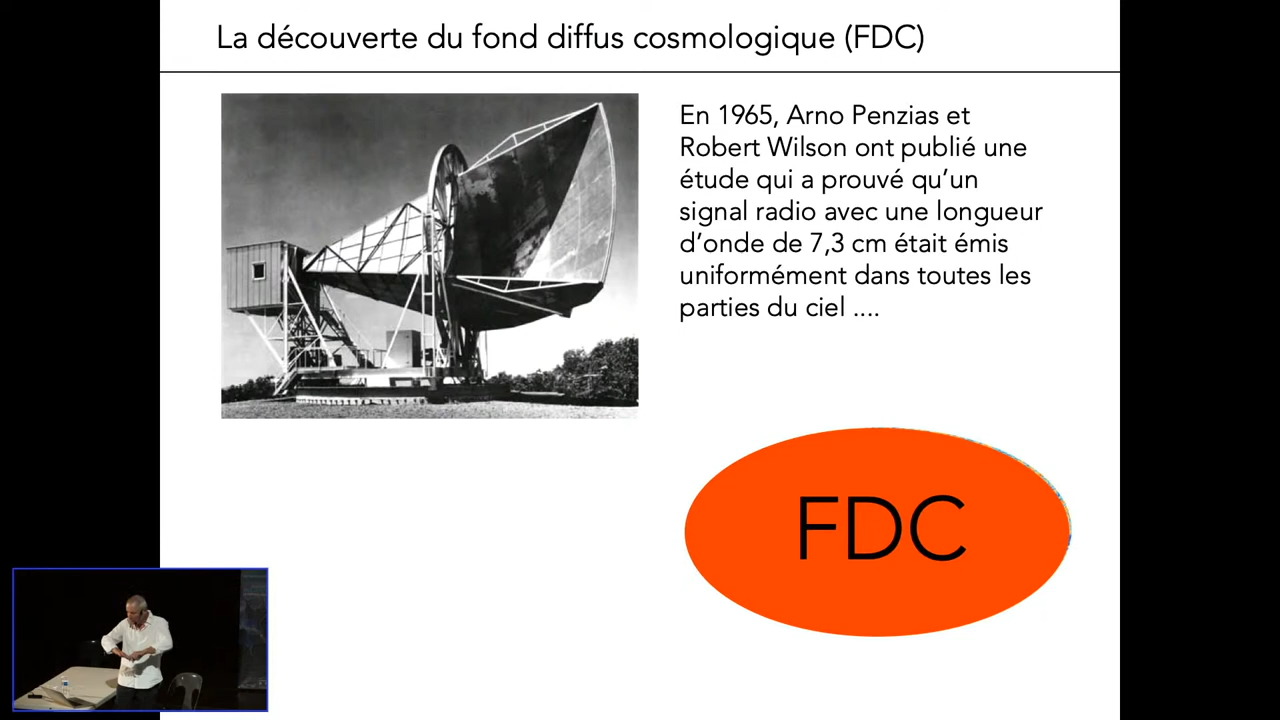 La découverte du fond diffus cosmologique (FDC)
En 1965, Arno Penzias et
Robert Wilson ont publié une
étude qui a prouvé qu’un
signal radio avec une longueur
d’onde de 7,3 cm était émis
uniformément dans toutes les
parties du ciel ....
FDC